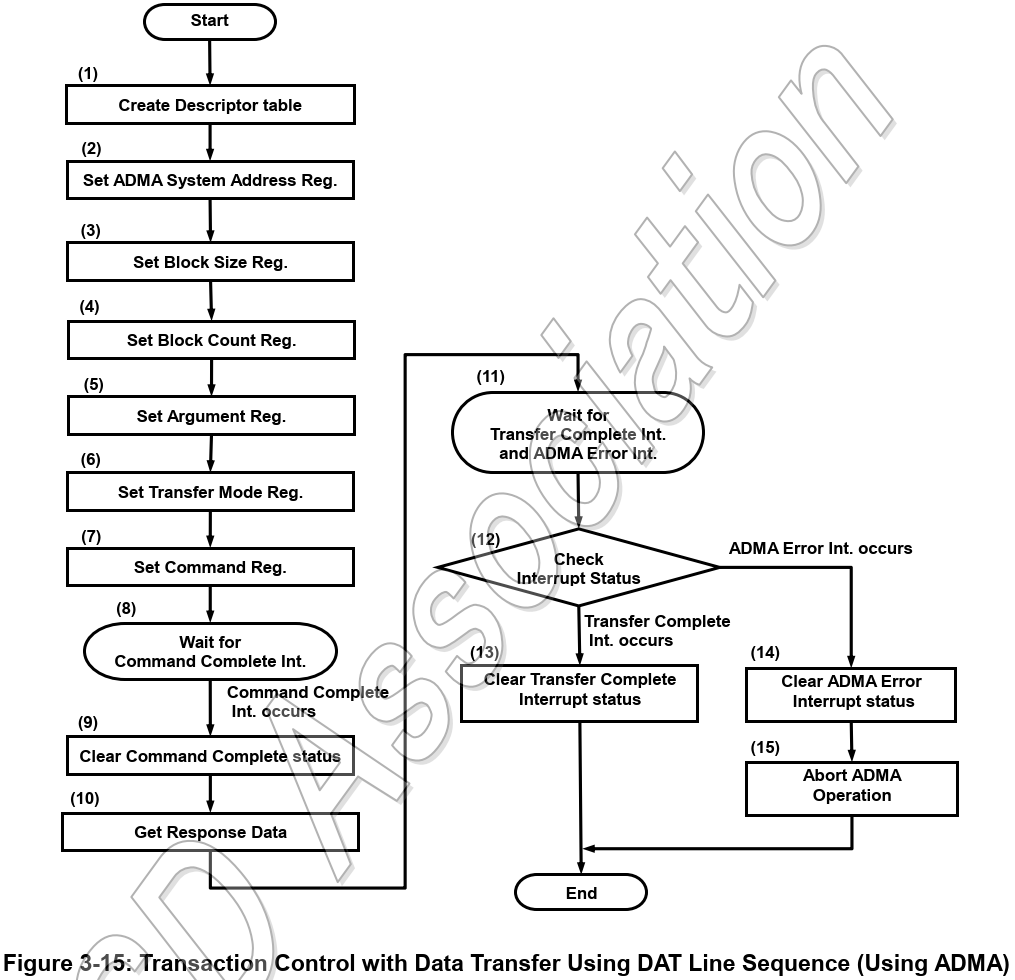 Start
(1)
Create Descriptor table
(2)
Set ADMA System Address Reg.
(3)
Set Block Size Reg.
(4)
Set Block Count Reg.
(5)
Set Argument Reg.
(6)
Set Transfer Mode Reg.
(7)
Set Command Reg.
(8)
Wait for
Command Complete Int.
Command Complete
Int. occurs
(9)
Clear Command Complete status
(10)
Get Response Data
(11)
Wait for
Transfer Complete Int.
and ADMA Error Int.
(12)
Check
Interrupt Status
ADMA Error Int. occurs
Transfer Complete
Int. occurs
(13)
Clear Transfer Complete
Interrupt status
(14)
Clear ADMA Error
Interrupt status
(15)
Abort ADMA
Operation
End
Figure 3-15: Transaction Control with Data Transfer Using DAT Line Sequence (Using ADMA)
D Association